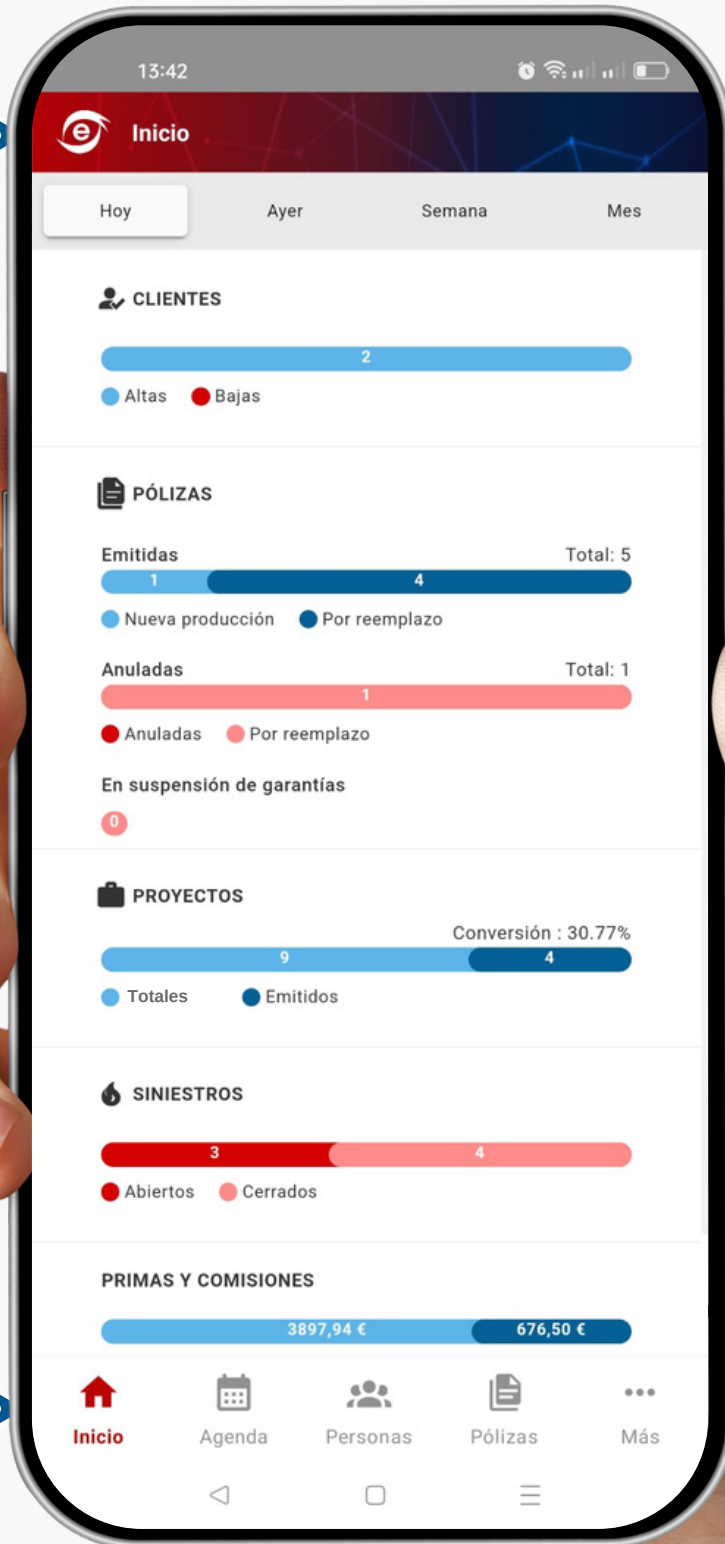 13:42
e Inicio
Hoy Ayer Semana Mes
CLIENTES
2
Altas Bajas
PÓLIZAS
Emitidas Total: 5
1 4
Nueva producción Por reemplazo
Anuladas Total: 1
1
Anuladas Por reemplazo
En suspensión de garantías
0
PROYECTOS
Conversión : 30.77%
9 4
Totales Emitidos
SINIESTROS
3 4
Abiertos Cerrados
PRIMAS Y COMISIONES
3897,94 € 676,50 €
Inicio Agenda Personas Pólizas Más